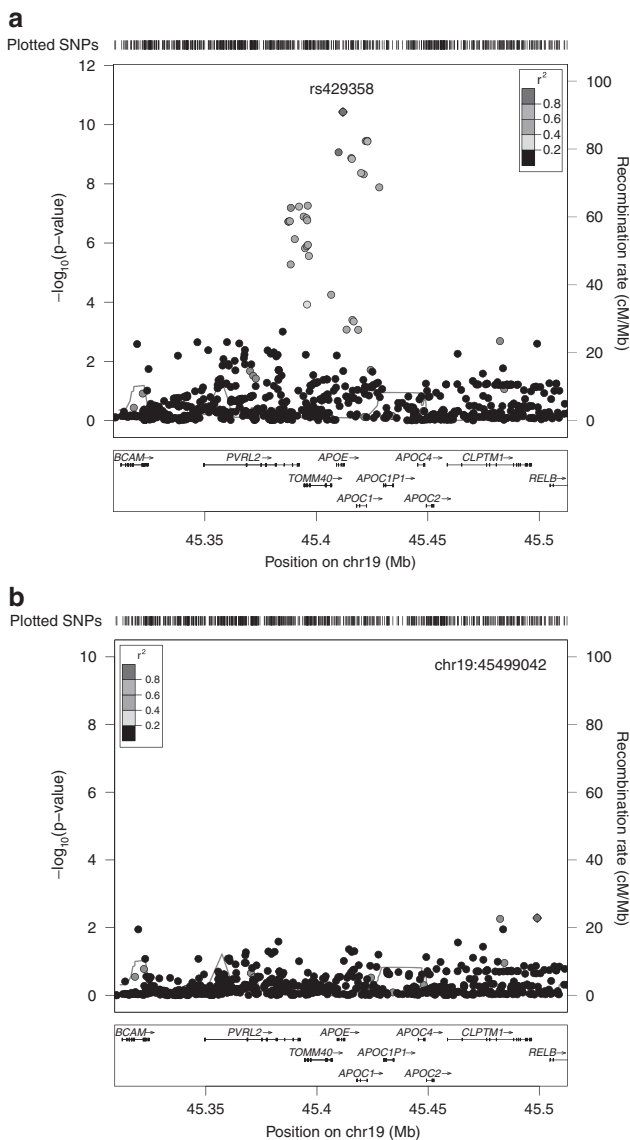 a
Plotted SNPs
12
10
8
6
4
2
0
−log10(p−value)
rs429358
r2
0.8
0.6
0.4
0.2
100
80
60
40
20
0
Recombination rate (cM/Mb)
BCAM→ PVRL2→ APOE→ APOC4→ CLPTM1→
TOMM40→ APOC1P1→ RELB→
APOC1→ APOC2→
45.35 45.4 45.45 45.5
Position on chr19 (Mb)
b
Plotted SNPs
10
8
6
4
2
0
−log10(p−value)
r2
0.8
0.6
0.4
0.2
chr19:45499042
100
80
60
40
20
0
Recombination rate (cM/Mb)
BCAM→ PVRL2→ APOE→ APOC4→ CLPTM1→
TOMM40→ APOC1P1→ RELB→
APOC1→ APOC2→
45.35 45.4 45.45 45.5
Position on chr19 (Mb)